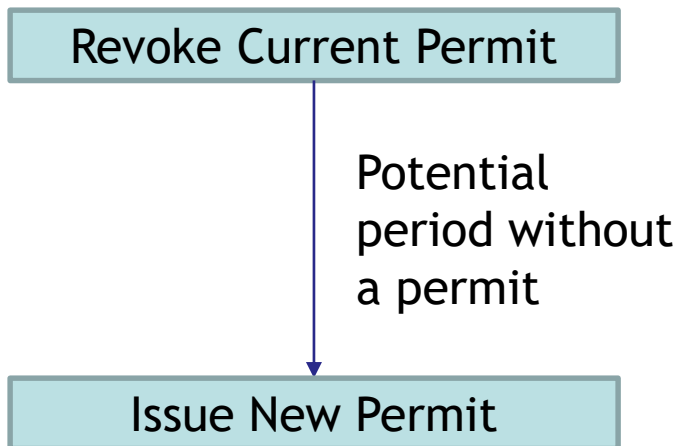 Revoke Current Permit
Potential
period without
a permit
Issue New Permit